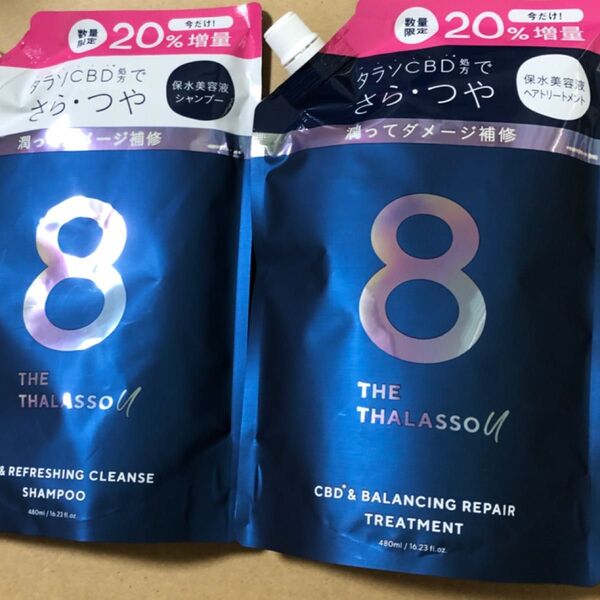 数量限定
今だけ!
20%増量
タラソCBD処方で
さら・つや
保水美容液
シャンプー
潤ってダメージ補修
8
THE
THALASSO U
& REFRESHING CLEANSE
SHAMPOO
480ml / 16.23 fl.oz.
数量限定
今だけ!
20%増量
タラソCBD処方で
さら・つや
保水美容液
ヘアトリートメント
潤ってダメージ補修
8
THE
THALASSO U
CBD* & BALANCING REPAIR
TREATMENT
480ml / 16.23 fl.oz.